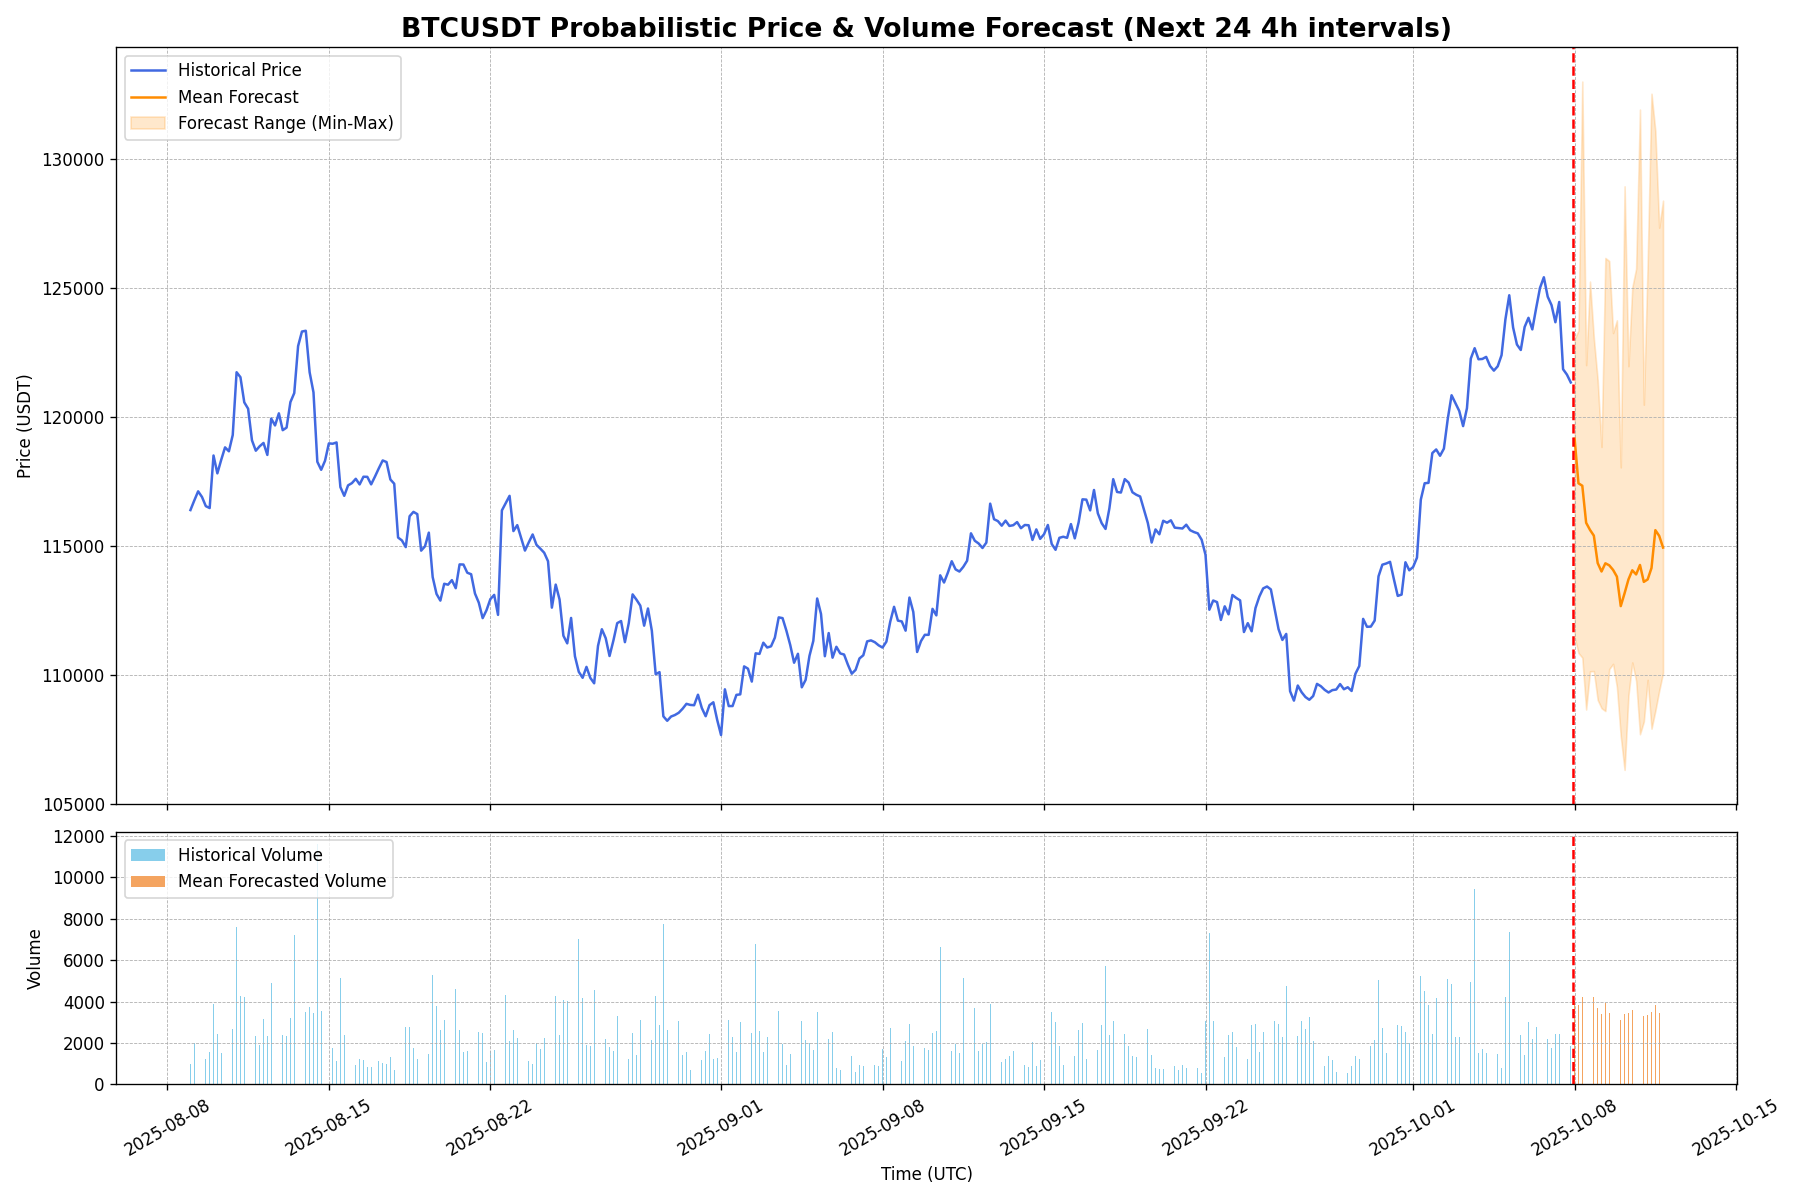 BTCUSDT Probabilistic Price & Volume Forecast (Next 24 4h intervals)
Historical Price
Mean Forecast
Forecast Range (Min-Max)
130000
125000
120000
115000
110000
105000
Price (USDT)
Historical Volume
Mean Forecasted Volume
12000
10000
8000
6000
4000
2000
0
Volume
2025-08-08
2025-08-15
2025-08-22
2025-09-01
2025-09-08
2025-09-15
2025-09-22
2025-10-01
2025-10-08
2025-10-15
Time (UTC)